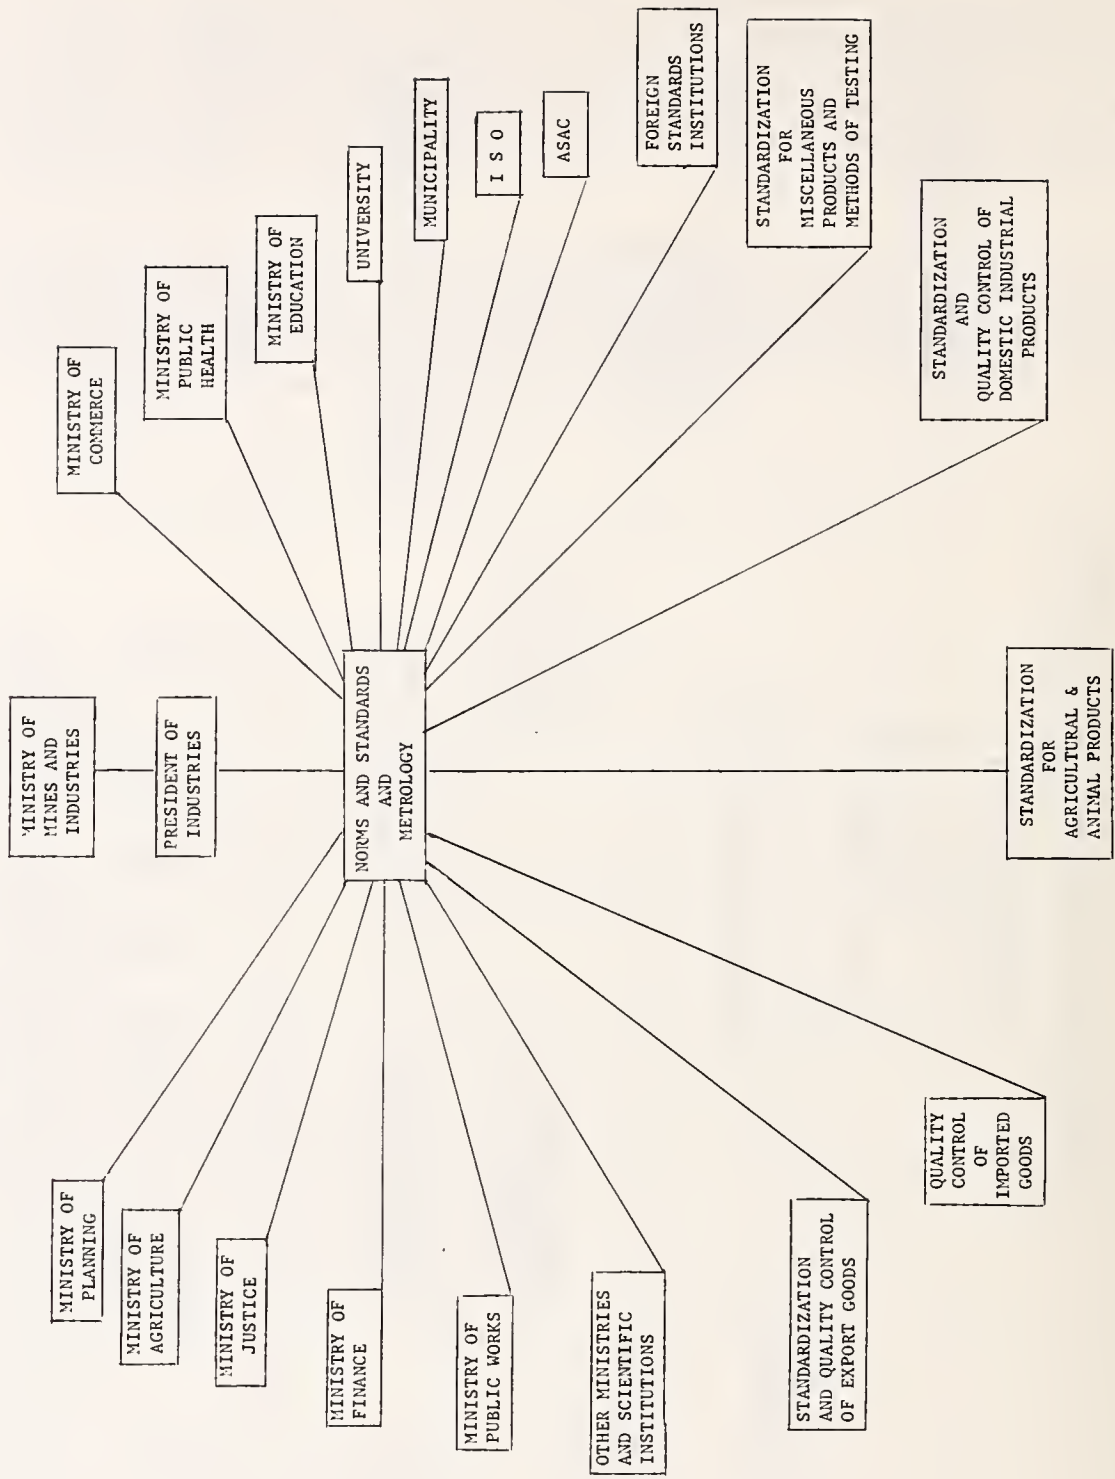 MINISTRY OF
MINES AND
INDUSTRIES
PRESIDENT OF
INDUSTRIES
NORMS AND STANDARDS
AND
METROLOGY
MINISTRY OF
PLANNING
MINISTRY OF
AGRICULTURE
MINISTRY OF
JUSTICE
MINISTRY OF
FINANCE
MINISTRY OF
PUBLIC WORKS
OTHER MINISTRIES
AND SCIENTIFIC
INSTITUTIONS
MINISTRY OF
COMMERCE
MINISTRY OF
PUBLIC
HEALTH
MINISTRY OF
EDUCATION
UNIVERSITY
MUNICIPALITY
I S O
ASAC
FOREIGN
STANDARDS
INSTITUTIONS
STANDARDIZATION
AND QUALITY CONTROL
OF EXPORT GOODS
QUALITY
CONTROL
OF
IMPORTED
GOODS
STANDARDIZATION
FOR
AGRICULTURAL &
ANIMAL PRODUCTS
STANDARDIZATION
AND
QUALITY CONTROL OF
DOMESTIC INDUSTRIAL
PRODUCTS
STANDARDIZATION
FOR
MISCELLANEOUS
PRODUCTS AND
METHODS OF TESTING